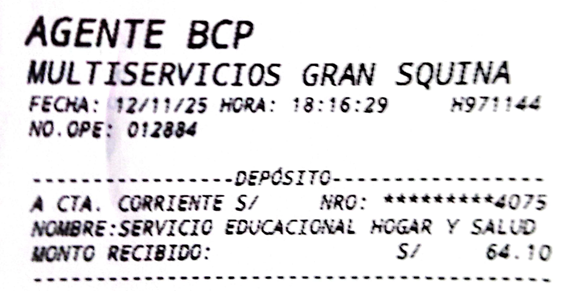 AGENTE BCP
MULTISERVICIOS GRAN SQUINA
FECHA: 12/11/25 HORA: 18:16:29 H971144
NO.OPE: 012884
-----------------DEPÓSITO------------------
A CTA. CORRIENTE S/ NRO: *********4075
NOMBRE:SERVICIO EDUCACIONAL HOGAR Y SALUD
MONTO RECIBIDO: S/ 64.10
-------------------------------------------